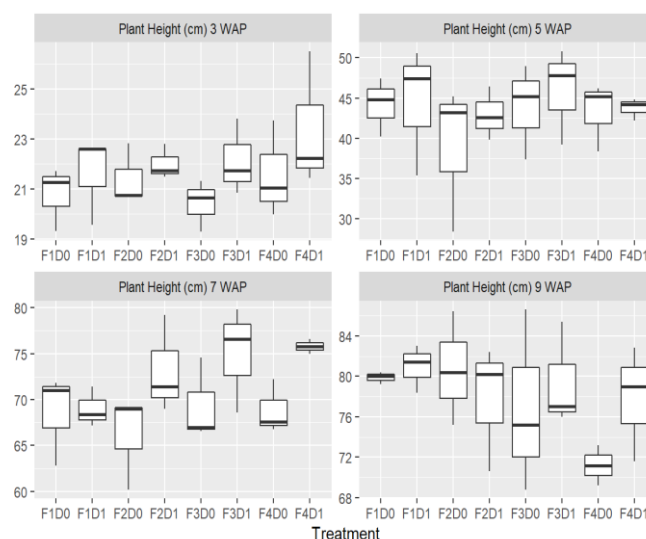 Plant Height (cm) 3 WAP
25
23
21
19
F1D0 F1D1 F2D0 F2D1 F3D0 F3D1 F4D0 F4D1
Plant Height (cm) 5 WAP
50
45
40
35
30
F1D0 F1D1 F2D0 F2D1 F3D0 F3D1 F4D0 F4D1
Plant Height (cm) 7 WAP
80
75
70
65
60
F1D0 F1D1 F2D0 F2D1 F3D0 F3D1 F4D0 F4D1
Plant Height (cm) 9 WAP
84
80
76
72
68
F1D0 F1D1 F2D0 F2D1 F3D0 F3D1 F4D0 F4D1
Treatment